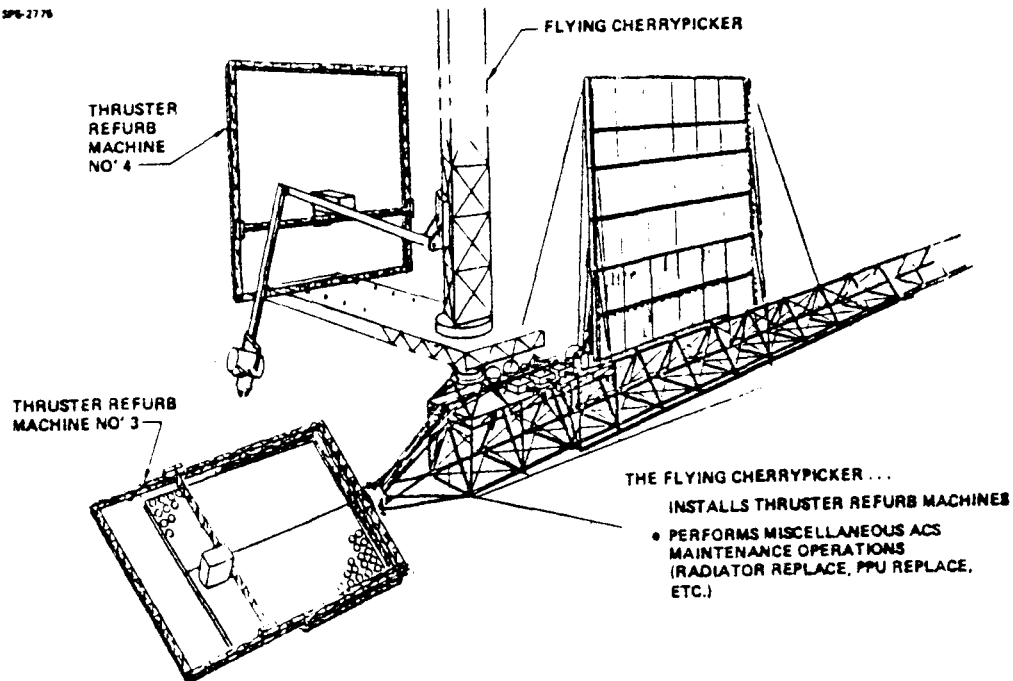 SPS-2776
FLYING CHERRYPICKER
THRUSTER
REFURB
MACHINE
NO' 4
THRUSTER REFURB
MACHINE NO' 3
THE FLYING CHERRYPICKER ...
INSTALLS THRUSTER REFURB MACHINES
• PERFORMS MISCELLANEOUS ACS
MAINTENANCE OPERATIONS
(RADIATOR REPLACE, PPU REPLACE,
ETC.)